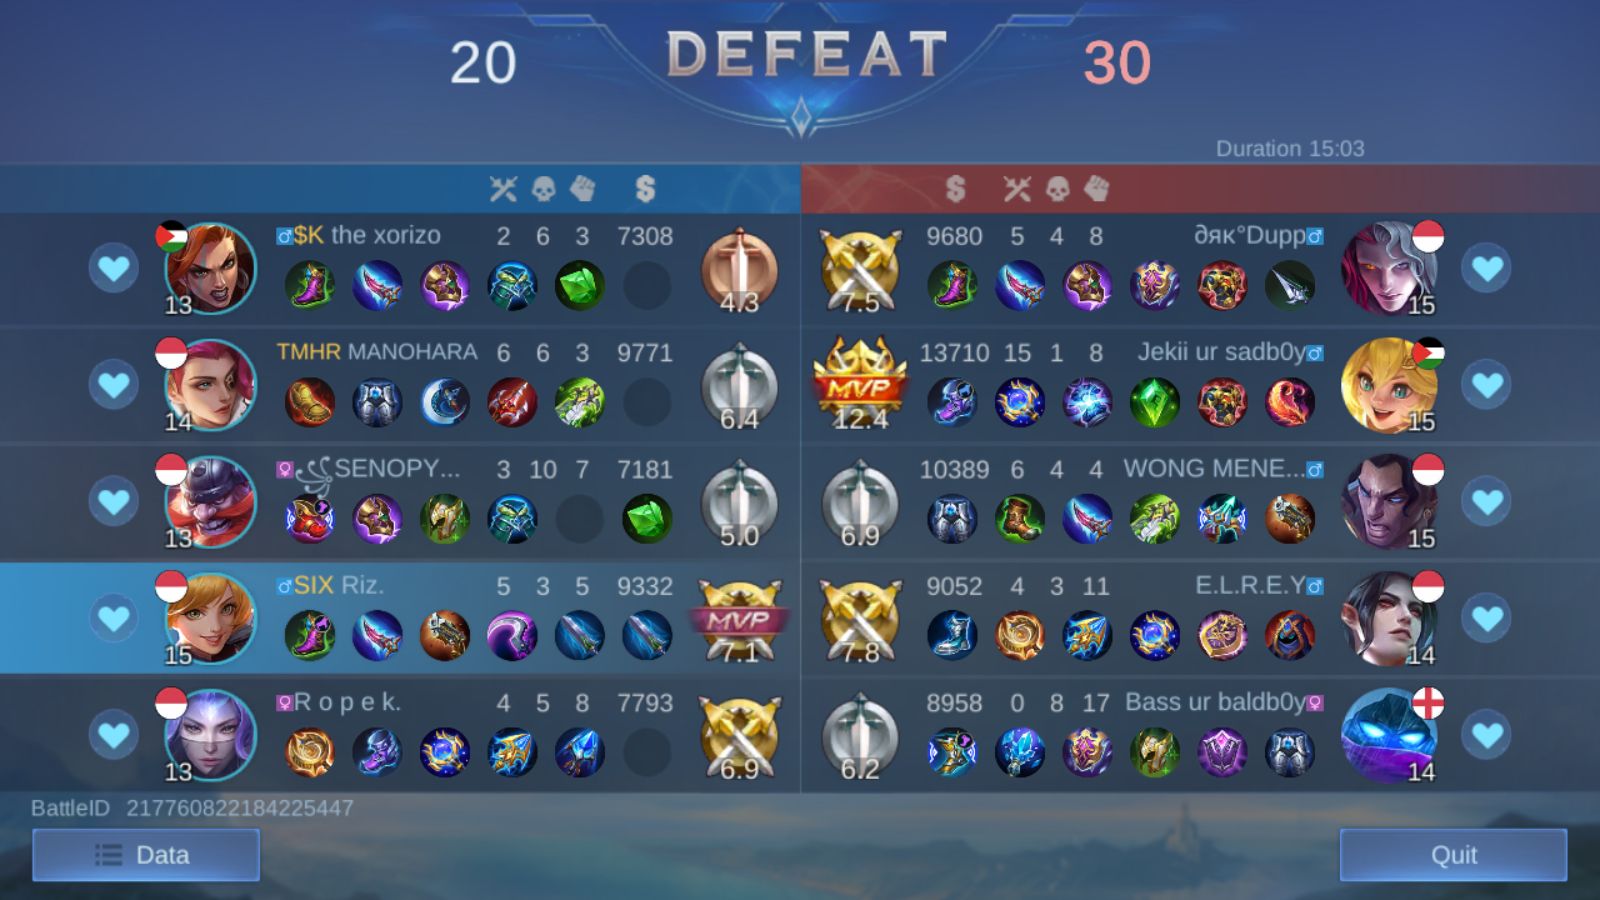 20 DEFEAT 30
Duration 15:03
$K the xorizo 2 6 3 7308
13 4.3
TMHR MANOHARA 6 6 3 9771
14 6.4
SENOPY... 3 10 7 7181
13 5.0
SIX Riz. 5 3 5 9332
MVP
15 7.1
R o p e k. 4 5 8 7793
13 6.9
9680 5 4 8 дяк°Dupp
7.5 15
13710 15 1 8 Jekii ur sadb0y
MVP
12.4 15
10389 6 4 4 WONG MENE...
6.9 15
9052 4 3 11 E.L.R.E.Y
7.8 14
8958 0 8 17 Bass ur baldb0y
6.2 14
BattleID 217760822184225447
Data
Quit